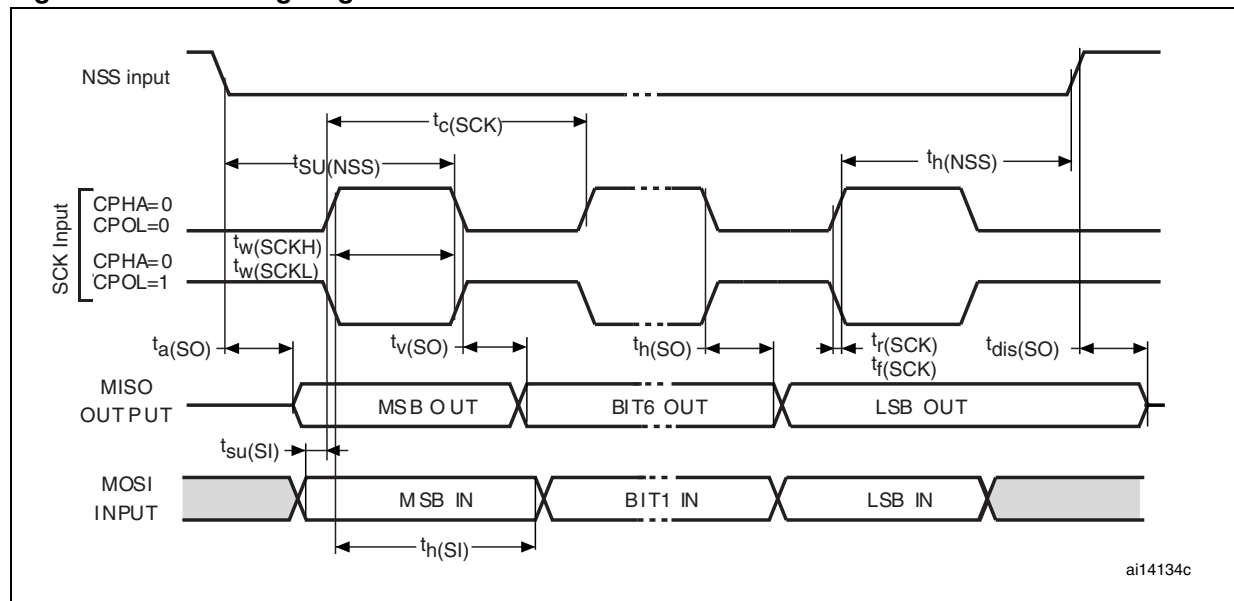 NSS input
tc(SCK)
tSU(NSS)
th(NSS)
SCK Input
CPHA=0
CPOL=0
tw(SCKH)
CPHA=0
tw(SCKL)
CPOL=1
ta(SO)
tv(SO)
th(SO)
tr(SCK)
tf(SCK)
tdis(SO)
MISO
OUTPUT
MSB OUT
BIT6 OUT
LSB OUT
tsu(SI)
MOSI
INPUT
MSB IN
BIT1 IN
LSB IN
th(SI)
ai14134c